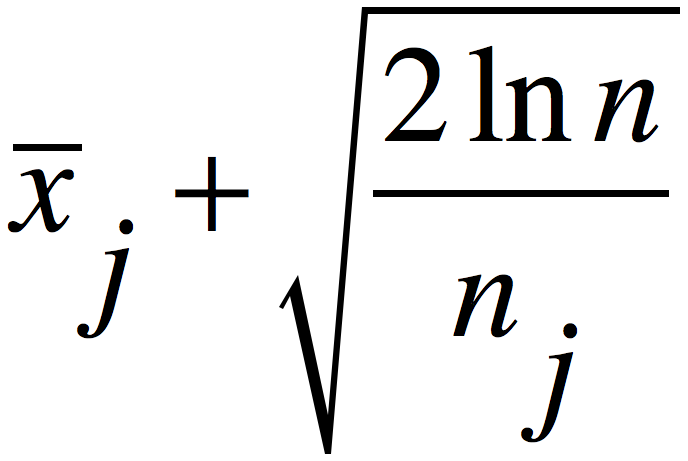 x̄_j + √(2 ln n / n_j)